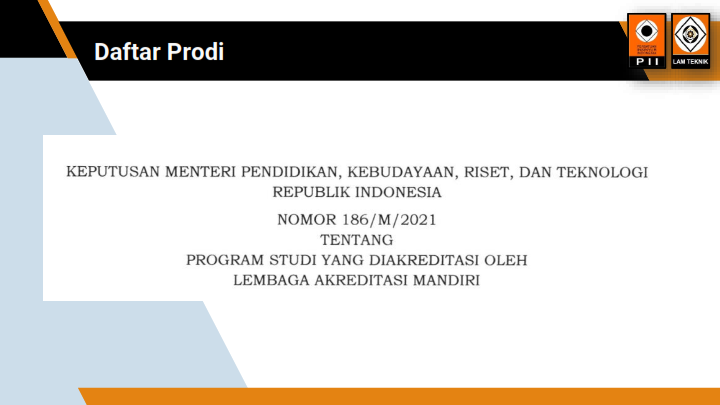 Daftar Prodi
PII
LAM TEKNIK
KEPUTUSAN MENTERI PENDIDIKAN, KEBUDAYAAN, RISET, DAN TEKNOLOGI
REPUBLIK INDONESIA
NOMOR 186/M/2021
TENTANG
PROGRAM STUDI YANG DIAKREDITASI OLEH
LEMBAGA AKREDITASI MANDIRI